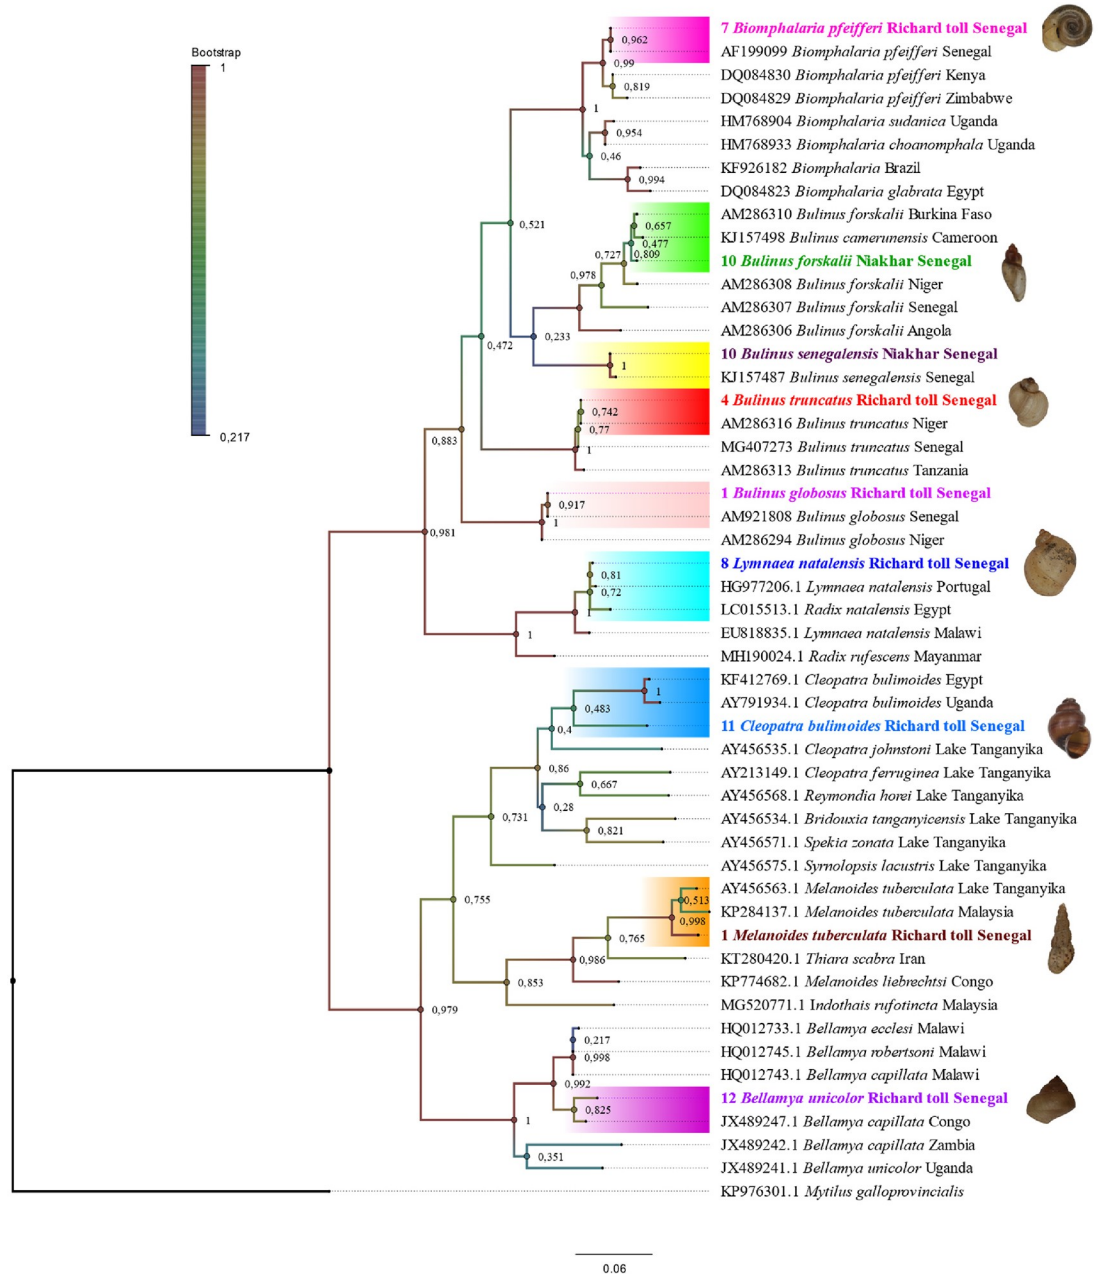 Bootstrap
1
0,217
7 Biomphalaria pfeifferi Richard toll Senegal
0,962
AF199099 Biomphalaria pfeifferi Senegal
0,99
DQ084830 Biomphalaria pfeifferi Kenya
0,819
DQ084829 Biomphalaria pfeifferi Zimbabwe
1
HM768904 Biomphalaria sudanica Uganda
0,954
HM768933 Biomphalaria choanomphala Uganda
0,46
KF926182 Biomphalaria Brazil
0,994
DQ084823 Biomphalaria glabrata Egypt
0,521
AM286310 Bulinus forskalii Burkina Faso
0,657
KJ157498 Bulinus camerunensis Cameroon
0,477
0,809
0,727
10 Bulinus forskalii Niakhar Senegal
0,978
AM286308 Bulinus forskalii Niger
AM286307 Bulinus forskalii Senegal
AM286306 Bulinus forskalii Angola
0,233
0,472
10 Bulinus senegalensis Niakhar Senegal
1
KJ157487 Bulinus senegalensis Senegal
4 Bulinus truncatus Richard toll Senegal
0,742
AM286316 Bulinus truncatus Niger
0,77
MG407273 Bulinus truncatus Senegal
1
AM286313 Bulinus truncatus Tanzania
0,883
1 Bulinus globosus Richard toll Senegal
0,917
AM921808 Bulinus globosus Senegal
1
AM286294 Bulinus globosus Niger
0,981
8 Lymnaea natalensis Richard toll Senegal
0,81
HG977206.1 Lymnaea natalensis Portugal
0,72
LC015513.1 Radix natalensis Egypt
1
EU818835.1 Lymnaea natalensis Malawi
1
MH190024.1 Radix rufescens Mayanmar
KF412769.1 Cleopatra bulimoides Egypt
1
AY791934.1 Cleopatra bulimoides Uganda
0,483
11 Cleopatra bulimoides Richard toll Senegal
0,4
AY456535.1 Cleopatra johnstoni Lake Tanganyika
0,86
AY213149.1 Cleopatra ferruginea Lake Tanganyika
0,667
AY456568.1 Reymondia horei Lake Tanganyika
0,28
0,731
AY456534.1 Bridouxia tanganyicensis Lake Tanganyika
0,821
AY456571.1 Spekia zonata Lake Tanganyika
AY456575.1 Syrnolopsis lacustris Lake Tanganyika
0,755
AY456563.1 Melanoides tuberculata Lake Tanganyika
0,513
KP284137.1 Melanoides tuberculata Malaysia
0,998
1 Melanoides tuberculata Richard toll Senegal
0,765
KT280420.1 Thiara scabra Iran
0,986
KP774682.1 Melanoides liebrechtsi Congo
0,853
MG520771.1 Indothais rufotincta Malaysia
0,979
HQ012733.1 Bellamya ecclesi Malawi
0,217
HQ012745.1 Bellamya robertsoni Malawi
0,998
HQ012743.1 Bellamya capillata Malawi
0,992
12 Bellamya unicolor Richard toll Senegal
0,825
JX489247.1 Bellamya capillata Congo
1
JX489242.1 Bellamya capillata Zambia
0,351
JX489241.1 Bellamya unicolor Uganda
KP976301.1 Mytilus galloprovincialis
0.06